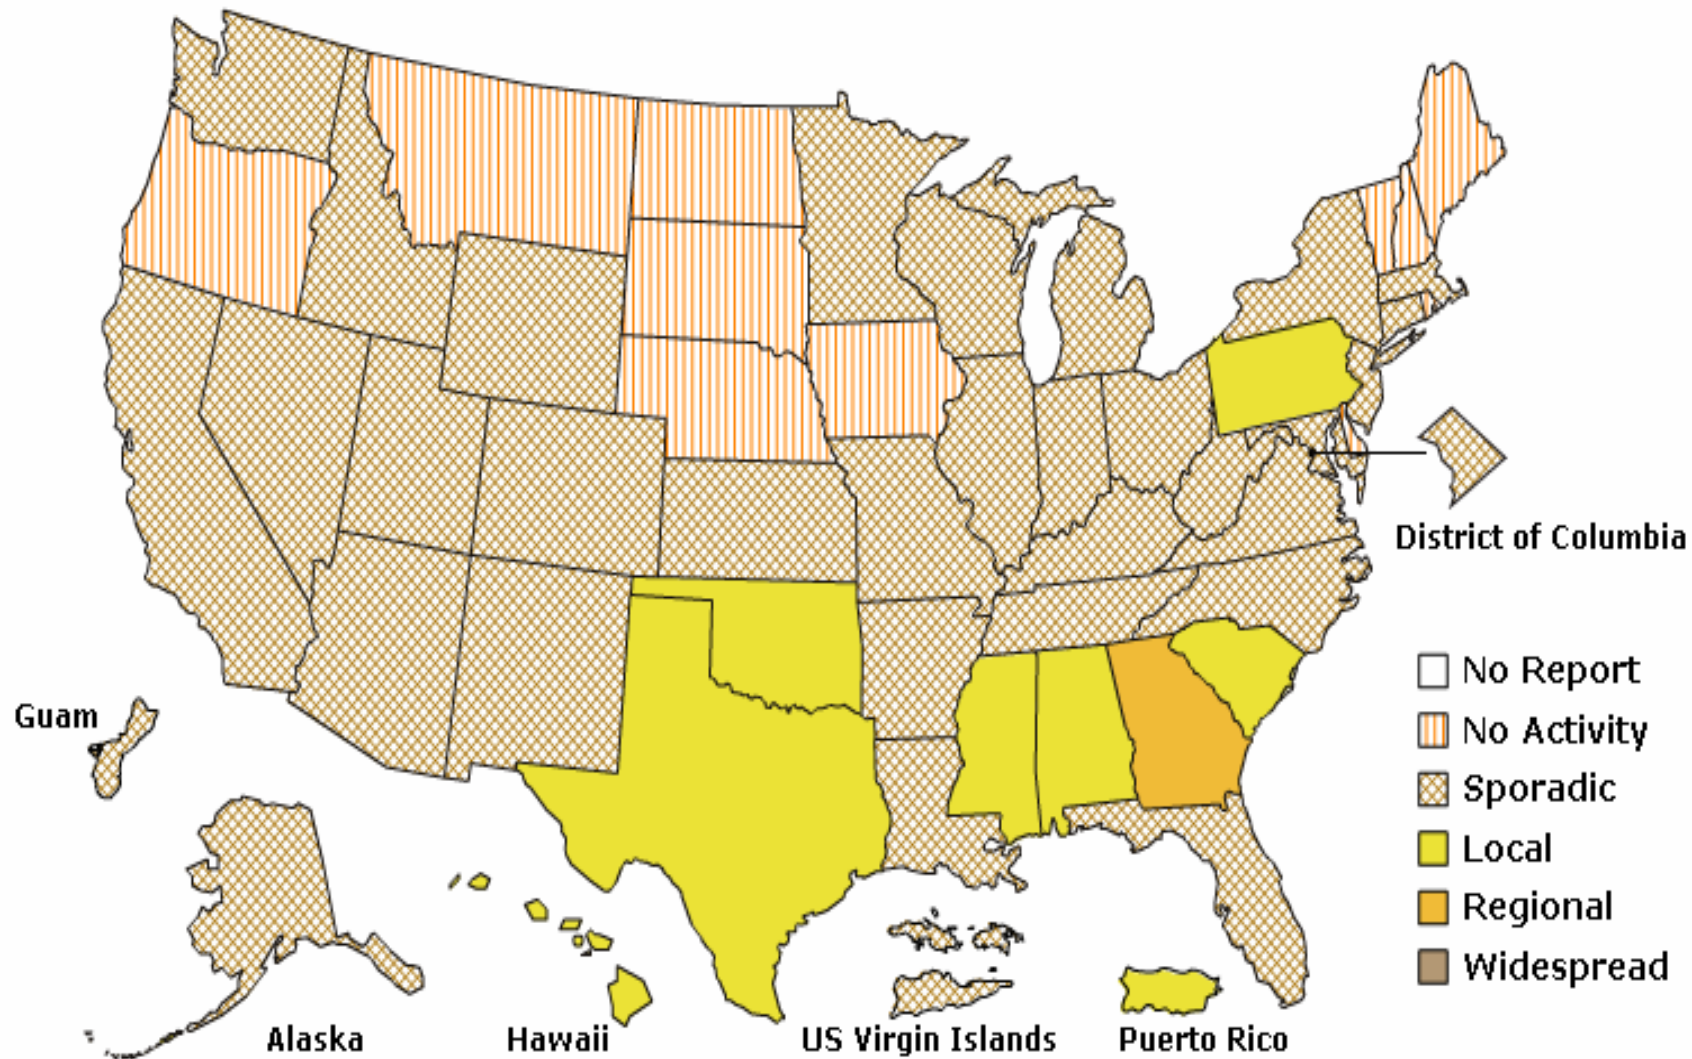 District of Columbia
No Report
No Activity
Sporadic
Local
Regional
Widespread
Guam
Alaska
Hawaii
US Virgin Islands
Puerto Rico